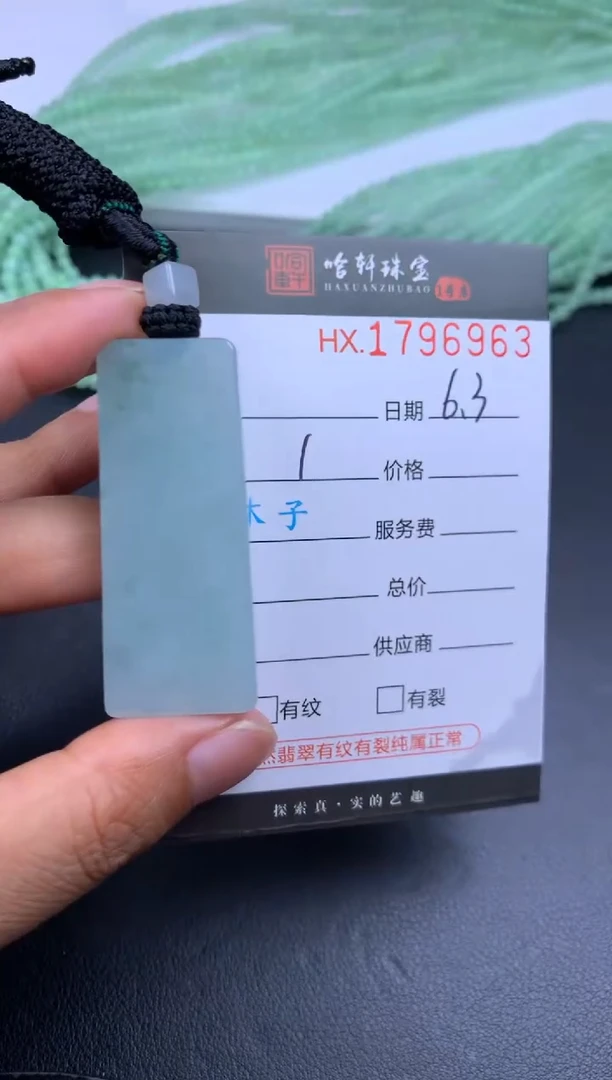 哈轩珠宝
HAXUANZHUBAO
HX.1796963
日期 6.3
1 价格
木子 服务费
总价
供应商
有纹 有裂
然翡翠有纹有裂纯属正常
探索真·实的艺趣